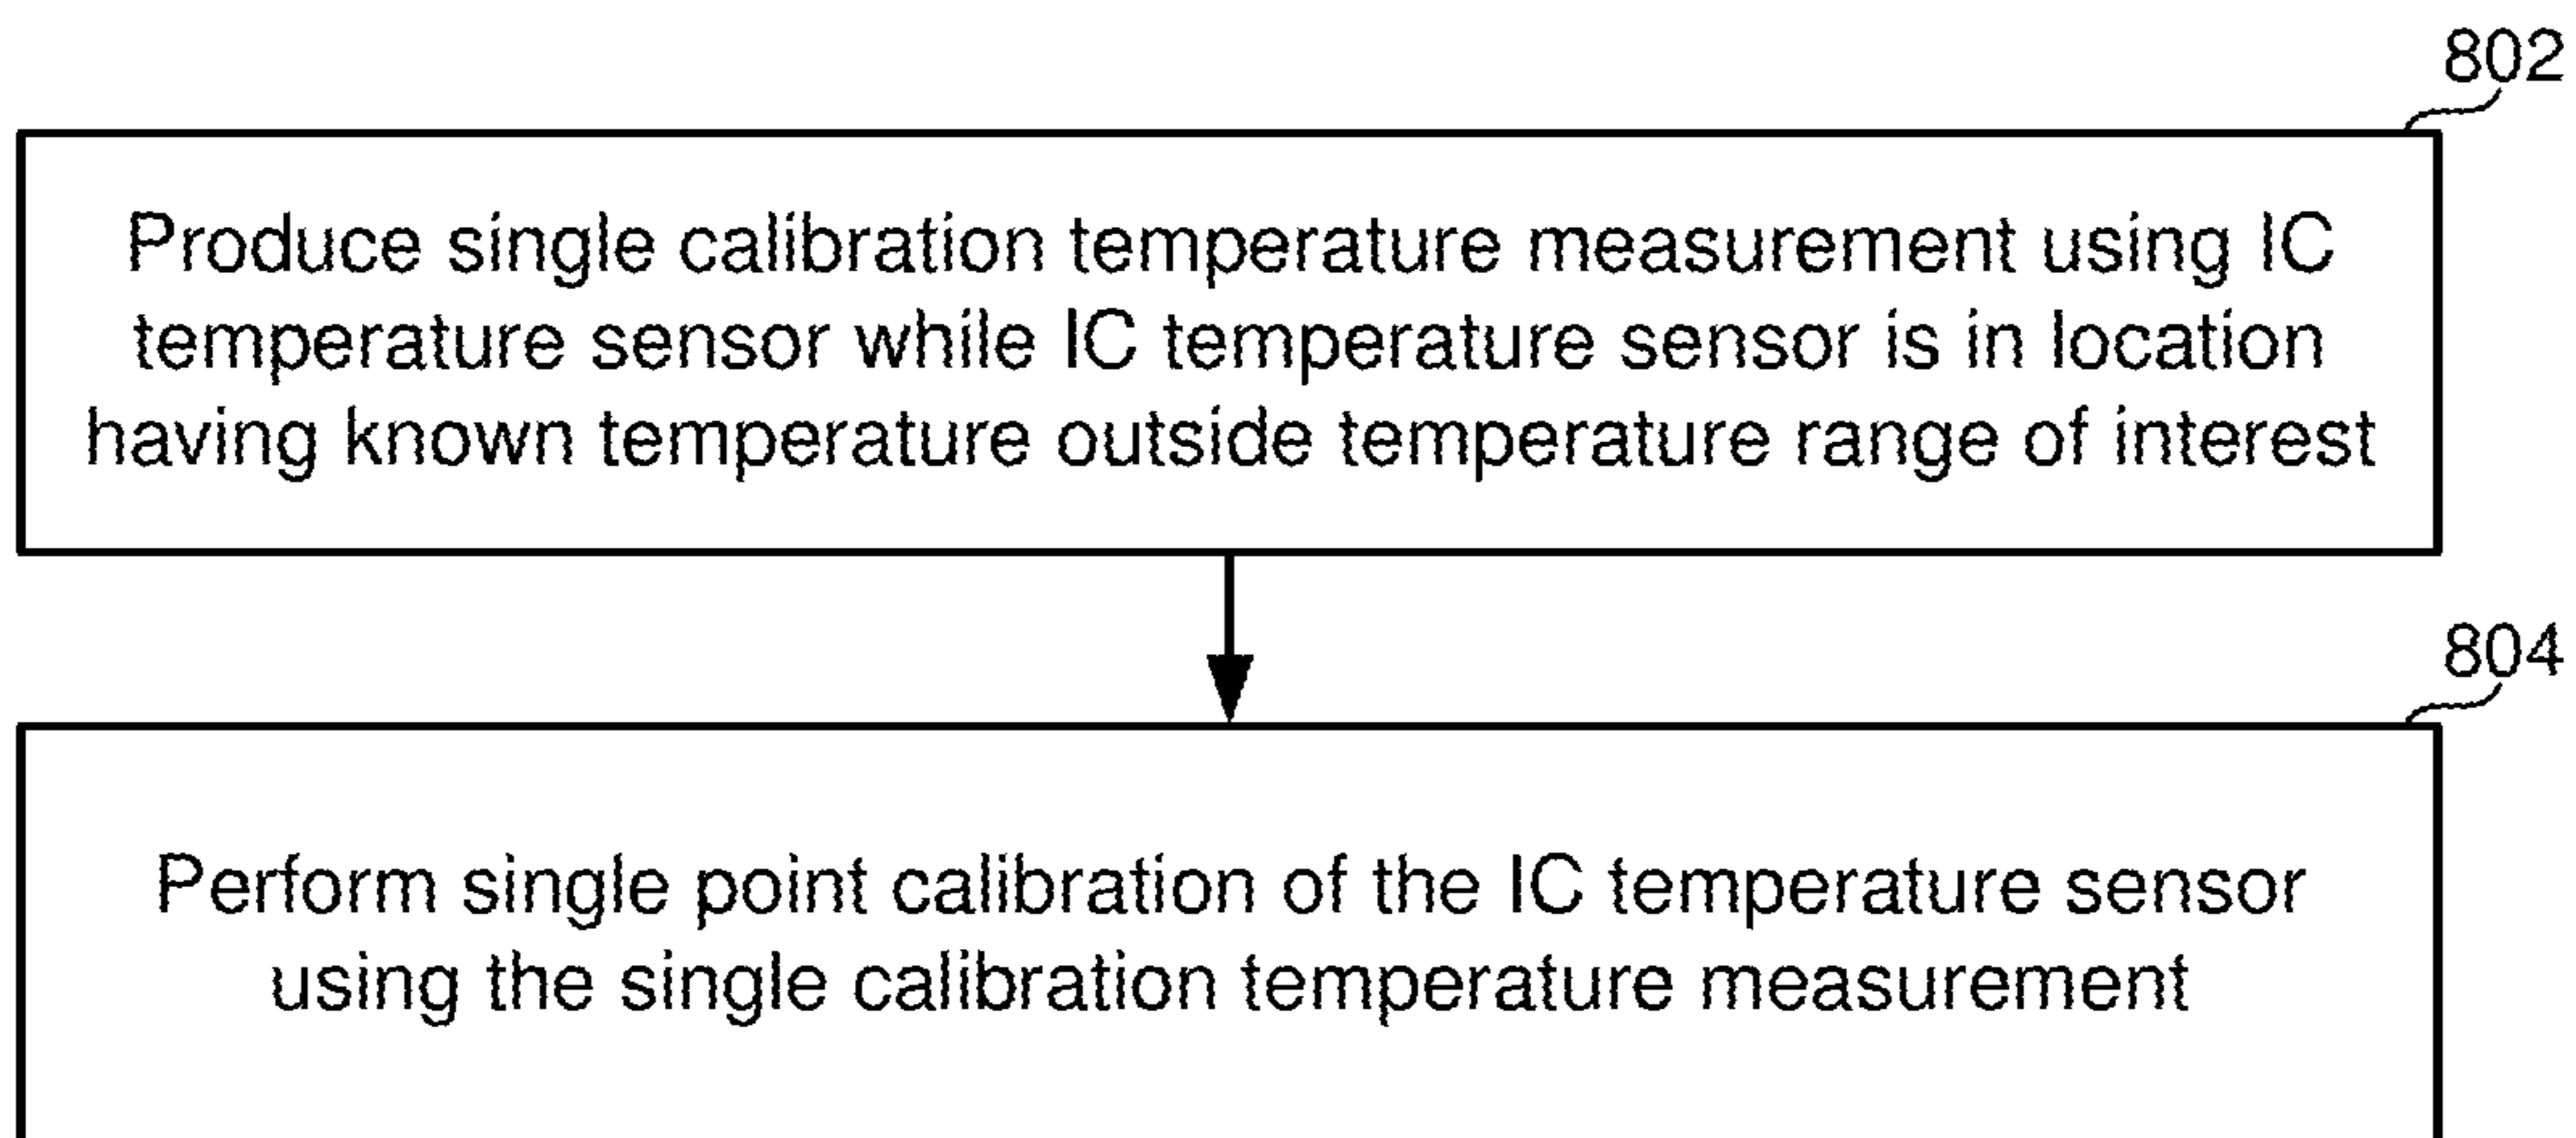 802
Produce single calibration temperature measurement using IC
temperature sensor while IC temperature sensor is in location
having known temperature outside temperature range of interest
804
Perform single point calibration of the IC temperature sensor
using the single calibration temperature measurement